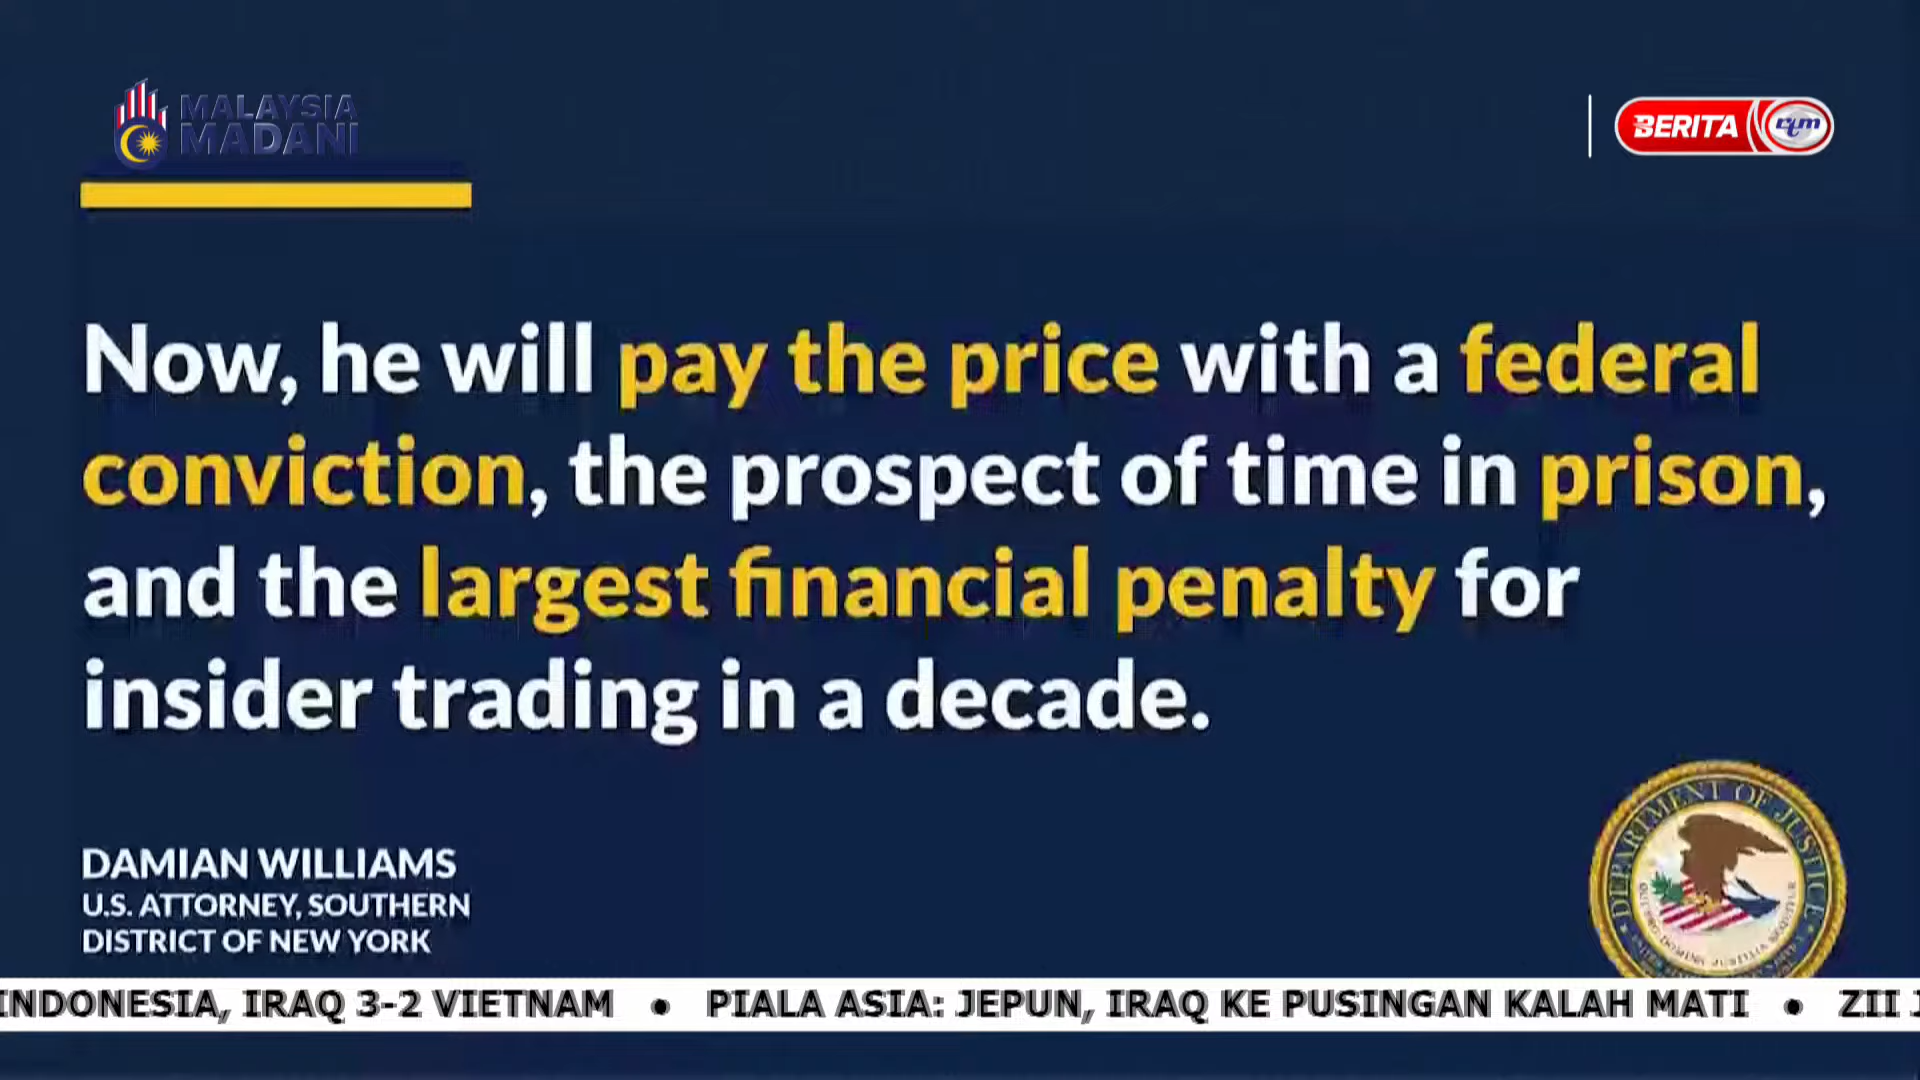 MALAYSIA
MADANI
BERITA rtm
Now, he will pay the price with a federal
conviction, the prospect of time in prison,
and the largest financial penalty for
insider trading in a decade.
DAMIAN WILLIAMS
U.S. ATTORNEY, SOUTHERN
DISTRICT OF NEW YORK
DEPARTMENT OF JUSTICE
INDONESIA, IRAQ 3-2 VIETNAM • PIALA ASIA: JEPUN, IRAQ KE PUSINGAN KALAH MATI • ZII J